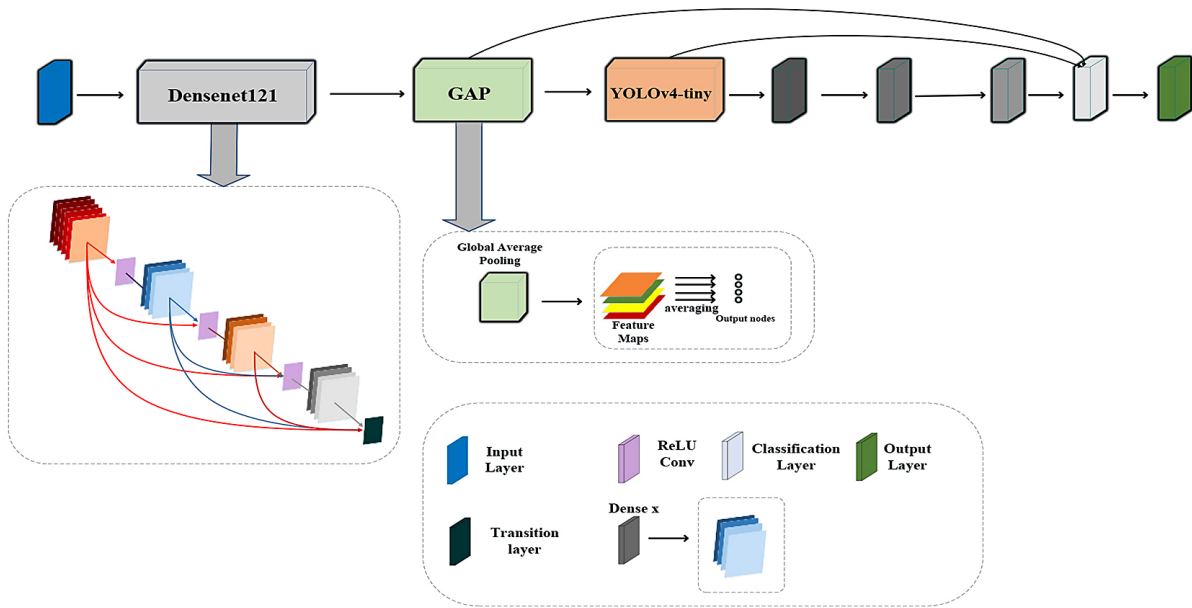 Densenet121
GAP
YOLOv4-tiny
Global Average
Pooling
averaging
Feature
Maps
Output nodes
Input
Layer
ReLU
Conv
Classification
Layer
Output
Layer
Transition
layer
Dense x